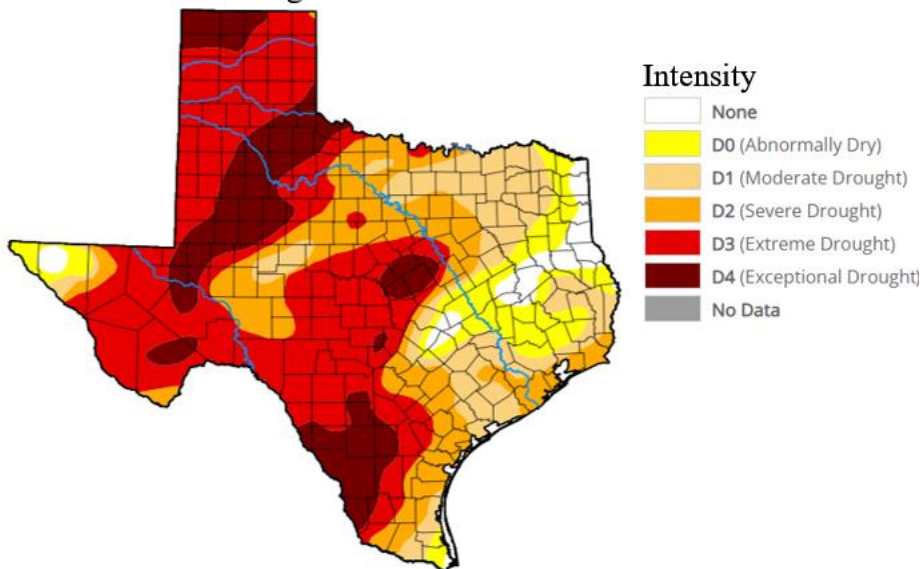 Intensity
None
D0 (Abnormally Dry)
D1 (Moderate Drought)
D2 (Severe Drought)
D3 (Extreme Drought)
D4 (Exceptional Drought)
No Data